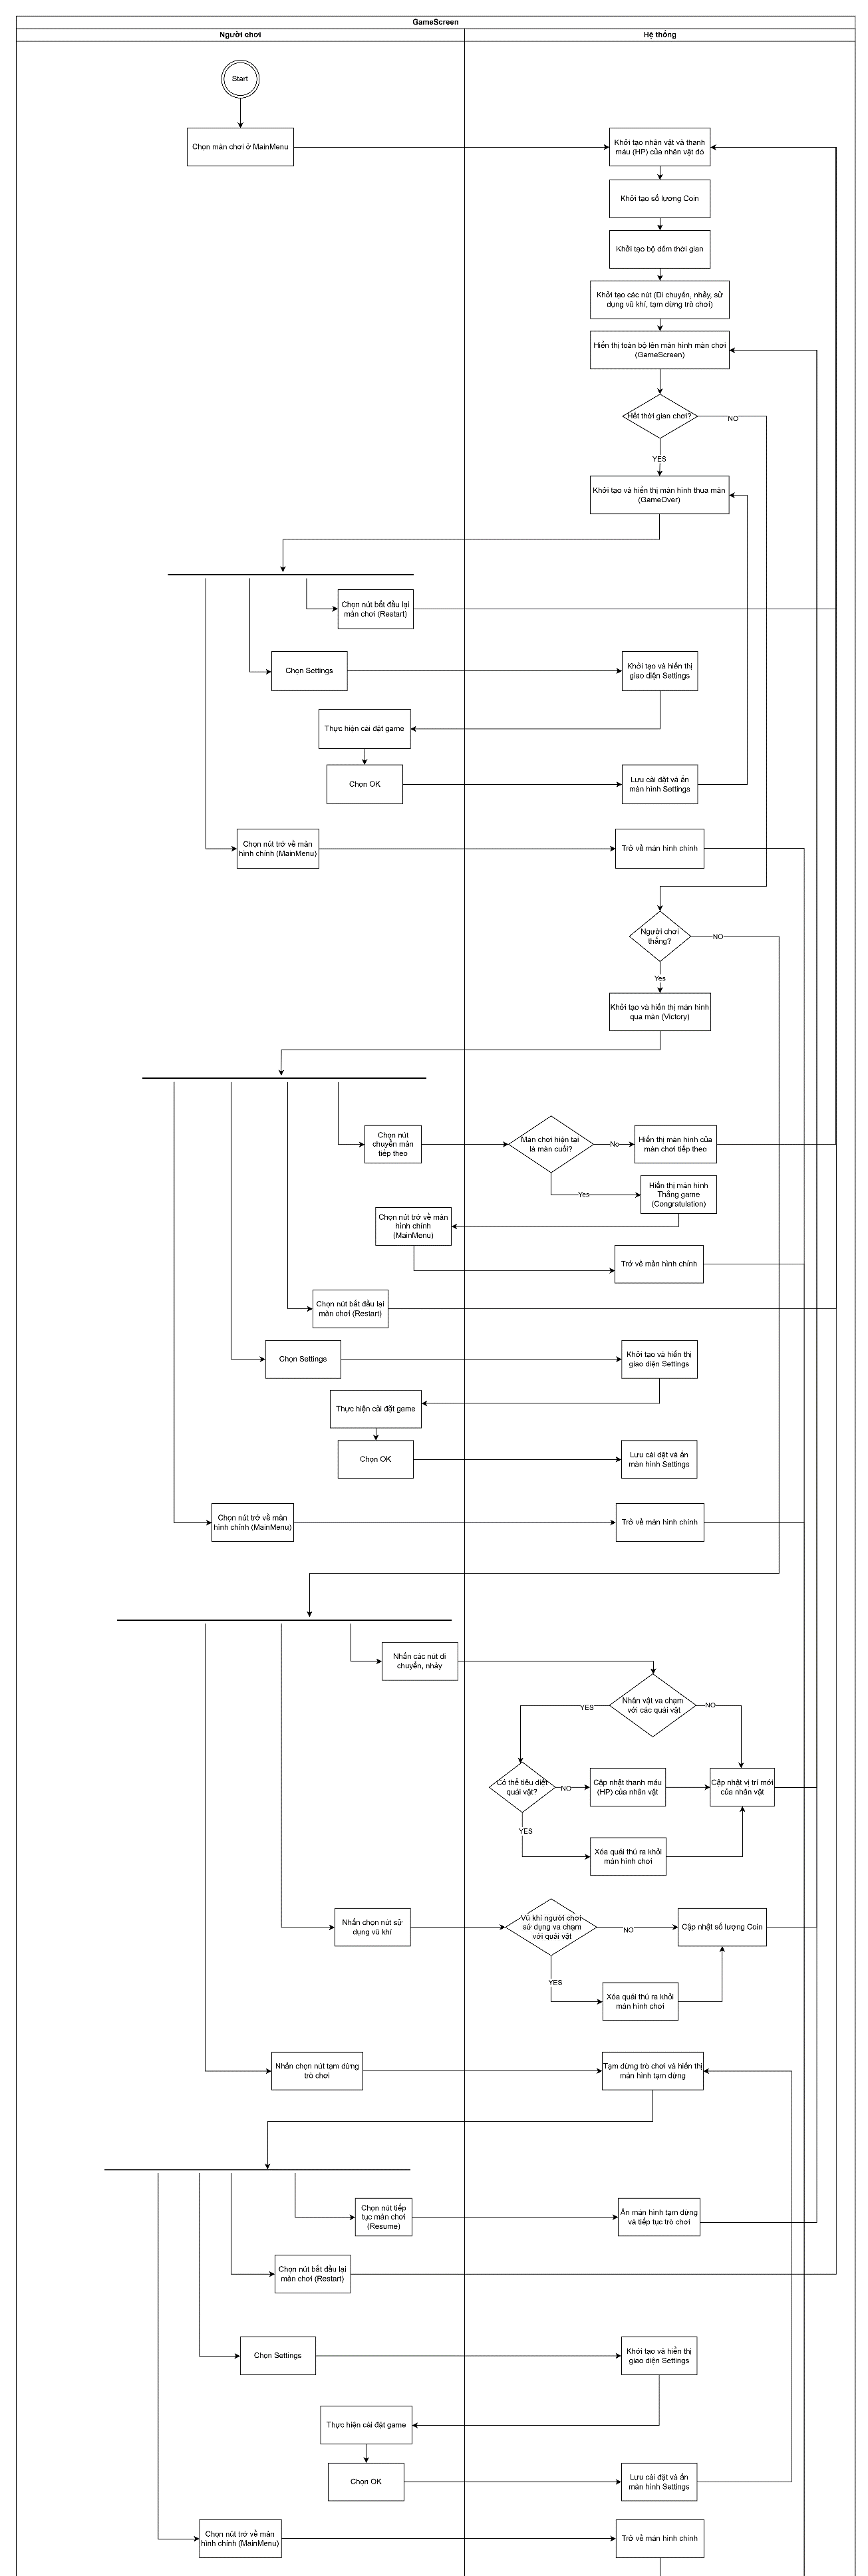 GameScreen
Người chơi
Hệ thống
Start
Chọn màn chơi ở MainMenu
Khởi tạo nhân vật và thanh
máu (HP) của nhân vật đó
Khởi tạo số lượng Coin
Khởi tạo bộ đếm thời gian
Khởi tạo các nút (Di chuyển, nhảy, sử
dụng vũ khí, tạm dừng trò chơi)
Hiển thị toàn bộ lên màn hình màn chơi
(GameScreen)
Hết thời gian chơi?
NO
YES
Khởi tạo và hiển thị màn hình thua màn
(GameOver)
Chọn nút bắt đầu lại
màn chơi (Restart)
Chọn Settings
Khởi tạo và hiển thị
giao diện Settings
Thực hiện cài đặt game
Chọn OK
Lưu cài đặt và ẩn
màn hình Settings
Chọn nút trở về màn
hình chính (MainMenu)
Trở về màn hình chính
Người chơi
thắng?
NO
Yes
Khởi tạo và hiển thị màn hình
qua màn (Victory)
Chọn nút
chuyển màn
tiếp theo
Màn chơi hiện tại
là màn cuối?
No
Hiển thị màn hình của
màn chơi tiếp theo
Yes
Hiển thị màn hình
Thắng game
(Congratulation)
Chọn nút trở về màn
hình chính
(MainMenu)
Trở về màn hình chính
Chọn nút bắt đầu lại
màn chơi (Restart)
Chọn Settings
Khởi tạo và hiển thị
giao diện Settings
Thực hiện cài đặt game
Chọn OK
Lưu cài đặt và ẩn
màn hình Settings
Chọn nút trở về màn
hình chính (MainMenu)
Trở về màn hình chính
Nhấn các nút di
chuyển, nhảy
Nhân vật va chạm
với các quái vật
YES
NO
Có thể tiêu diệt
quái vật?
NO
Cập nhật thanh máu
(HP) của nhân vật
Cập nhật vị trí mới
của nhân vật
YES
Xóa quái thú ra khỏi
màn hình chơi
Nhấn chọn nút sử
dụng vũ khí
Vũ khí người chơi
sử dụng va chạm
với quái vật
NO
Cập nhật số lượng Coin
YES
Xóa quái thú ra khỏi
màn hình chơi
Nhấn chọn nút tạm dừng
trò chơi
Tạm dừng trò chơi và hiển thị
màn hình tạm dừng
Chọn nút tiếp
tục màn chơi
(Resume)
Ẩn màn hình tạm dừng
và tiếp tục trò chơi
Chọn nút bắt đầu lại
màn chơi (Restart)
Chọn Settings
Khởi tạo và hiển thị
giao diện Settings
Thực hiện cài đặt game
Chọn OK
Lưu cài đặt và ẩn
màn hình Settings
Chọn nút trở về màn
hình chính (MainMenu)
Trở về màn hình chính